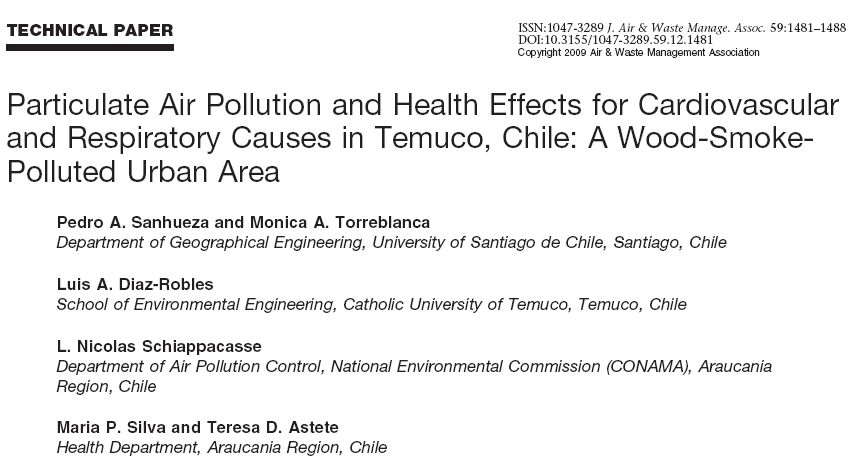 TECHNICAL PAPER
ISSN:1047-3289 J. Air & Waste Manage. Assoc. 59:1481–1488
DOI:10.3155/1047-3289.59.12.1481
Copyright 2009 Air & Waste Management Association
Particulate Air Pollution and Health Effects for Cardiovascular
and Respiratory Causes in Temuco, Chile: A Wood-Smoke-
Polluted Urban Area
Pedro A. Sanhueza and Monica A. Torreblanca
Department of Geographical Engineering, University of Santiago de Chile, Santiago, Chile
Luis A. Diaz-Robles
School of Environmental Engineering, Catholic University of Temuco, Temuco, Chile
L. Nicolas Schiappacasse
Department of Air Pollution Control, National Environmental Commission (CONAMA), Araucania
Region, Chile
Maria P. Silva and Teresa D. Astete
Health Department, Araucania Region, Chile